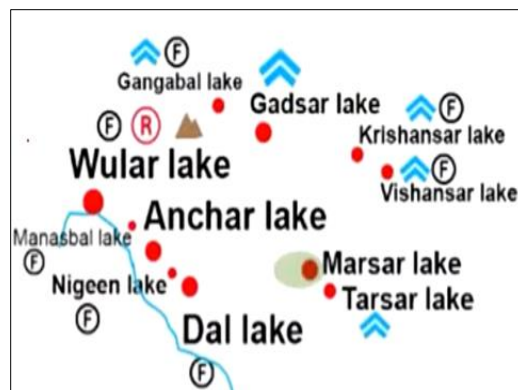 F
Gangabal lake
Gadsar lake
F
Krishansar lake
F R
Wular lake
F
Vishansar lake
Anchar lake
Manasbal lake
F
Marsar lake
Nigeen lake
Tarsar lake
F
Dal lake
F